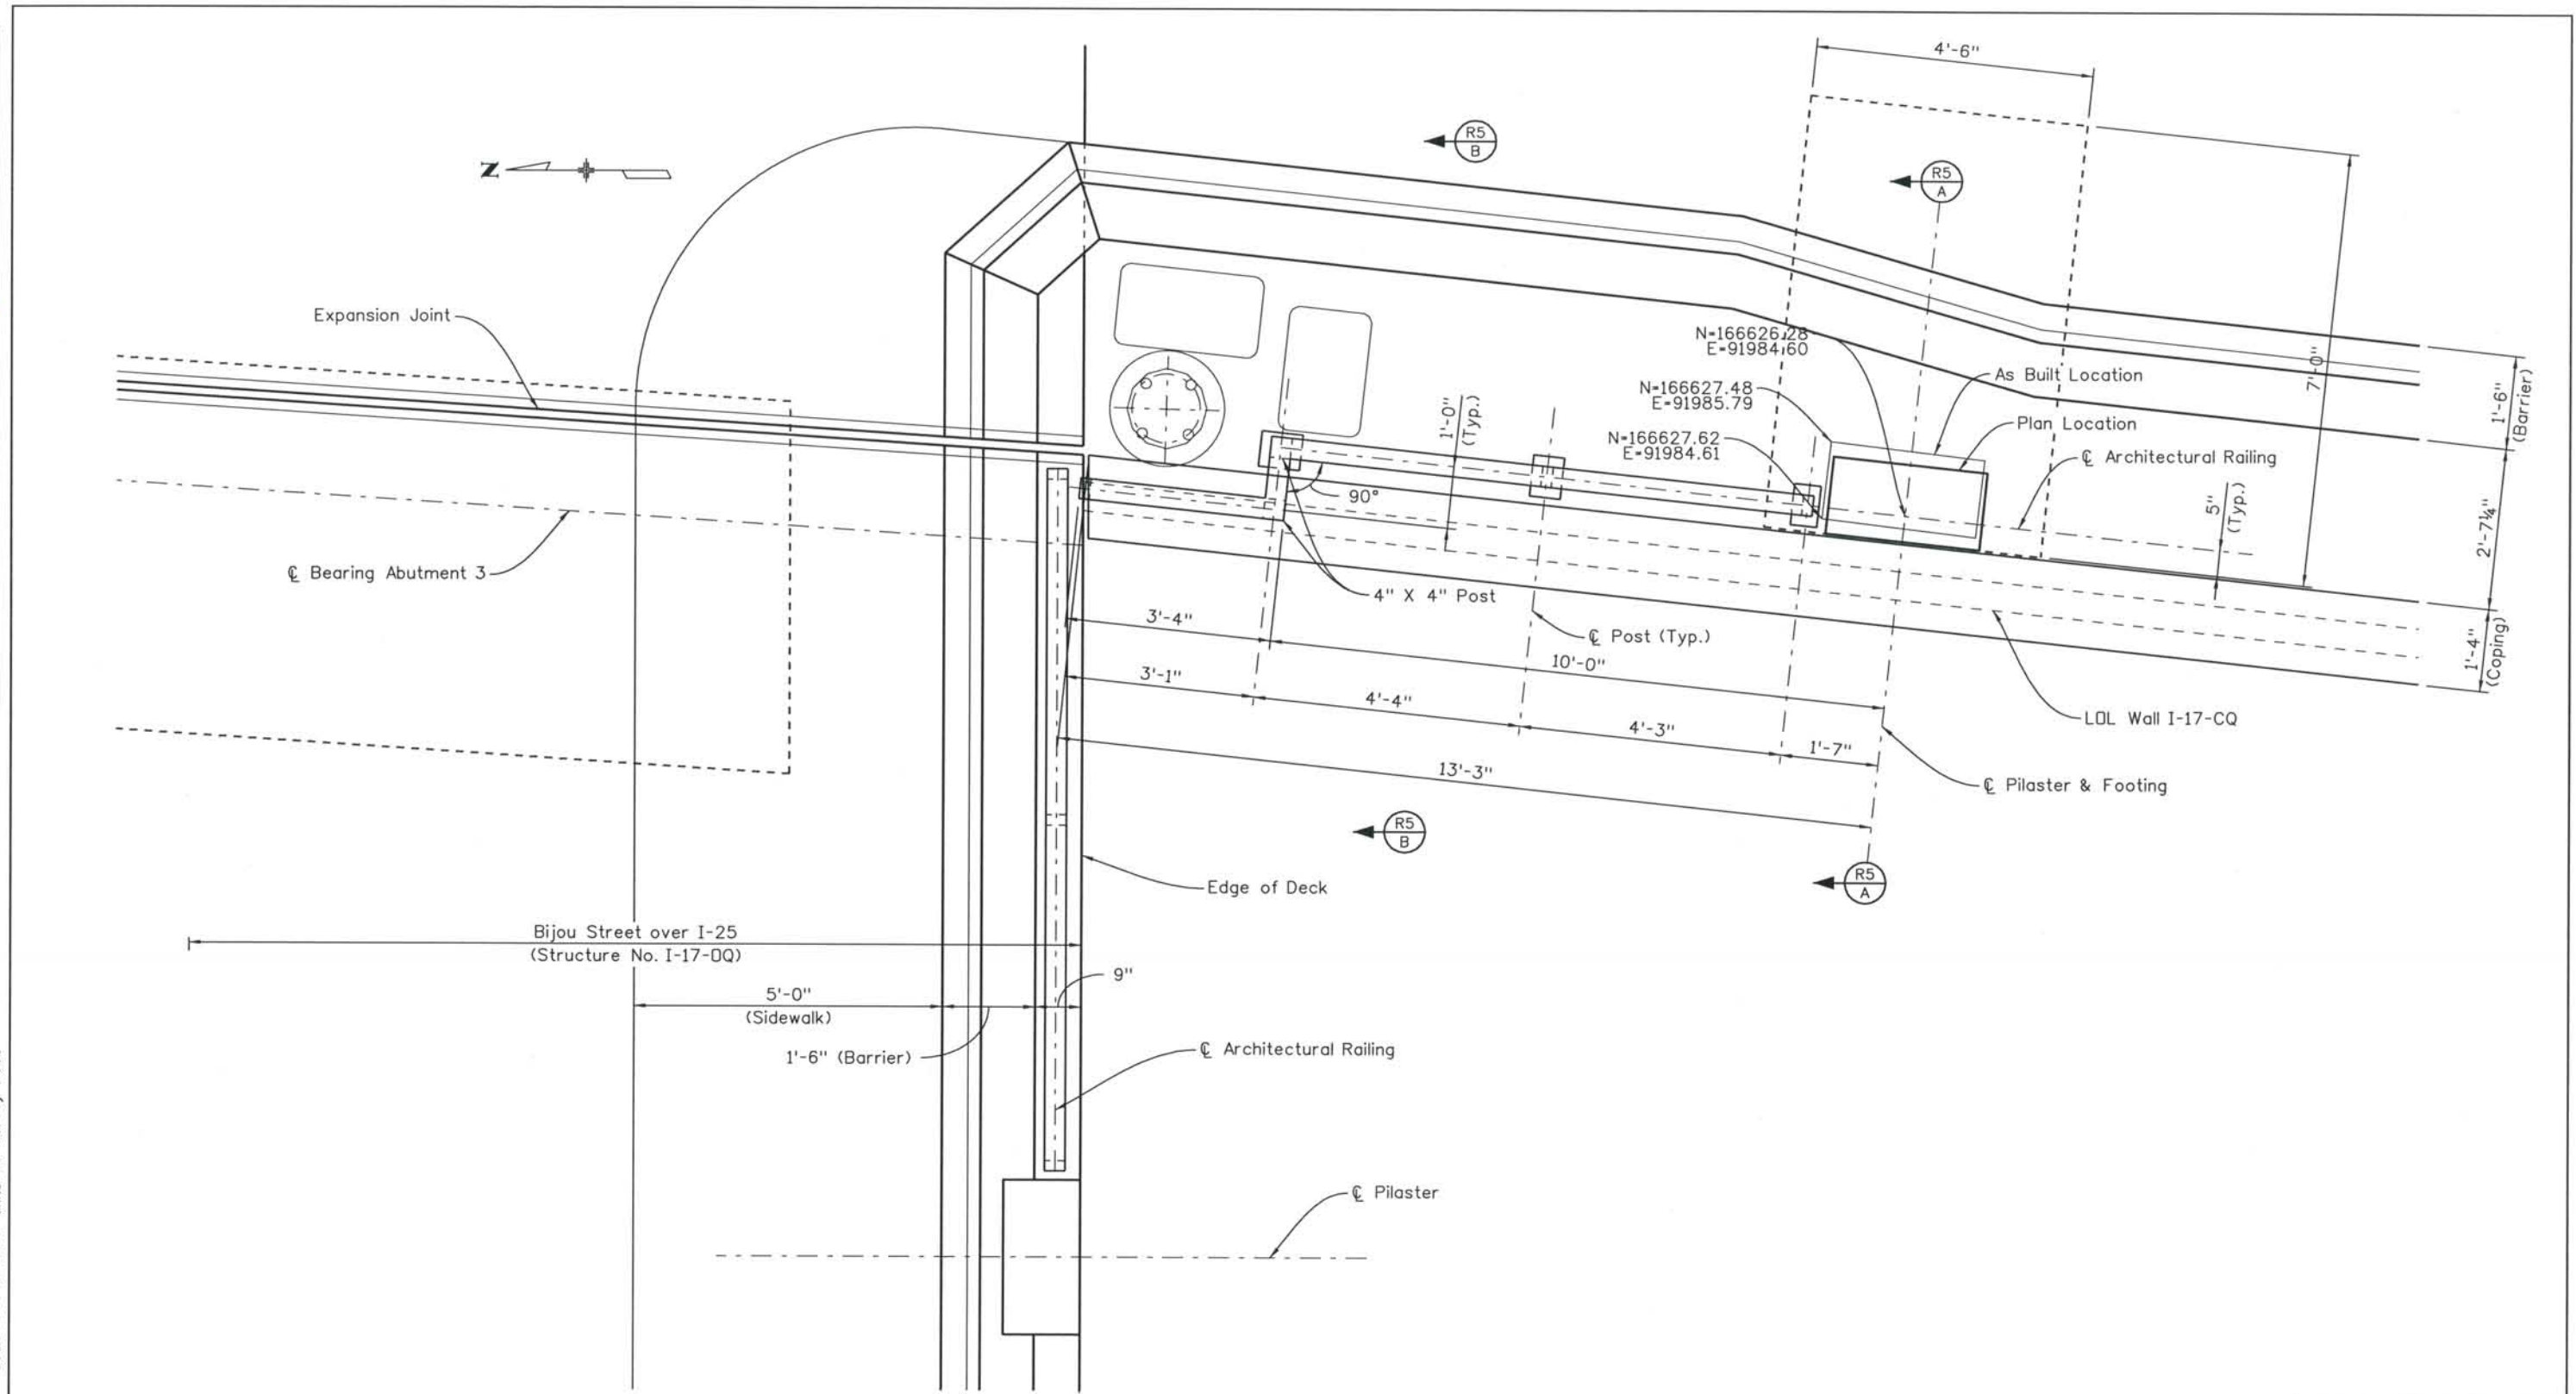 4'-6"
R5
B
R5
A
N
Expansion Joint
N=166626.28
E=91984.60
As Built Location
7'-0"
1'-6"
(Barrier)
N=166627.48
E=91985.79
Plan Location
1'-0"
(Typ.)
N=166627.62
E=91984.61
℄ Architectural Railing
90°
5"
(Typ.)
2'-7¼"
℄ Bearing Abutment 3
4" X 4" Post
3'-4"
℄ Post (Typ.)
10'-0"
1'-4"
(Coping)
3'-1"
4'-4"
4'-3"
1'-7"
LOL Wall I-17-CQ
13'-3"
℄ Pilaster & Footing
R5
B
R5
A
Edge of Deck
Bijou Street over I-25
(Structure No. I-17-OQ)
9"
5'-0"
(Sidewalk)
1'-6" (Barrier)
℄ Architectural Railing
℄ Pilaster